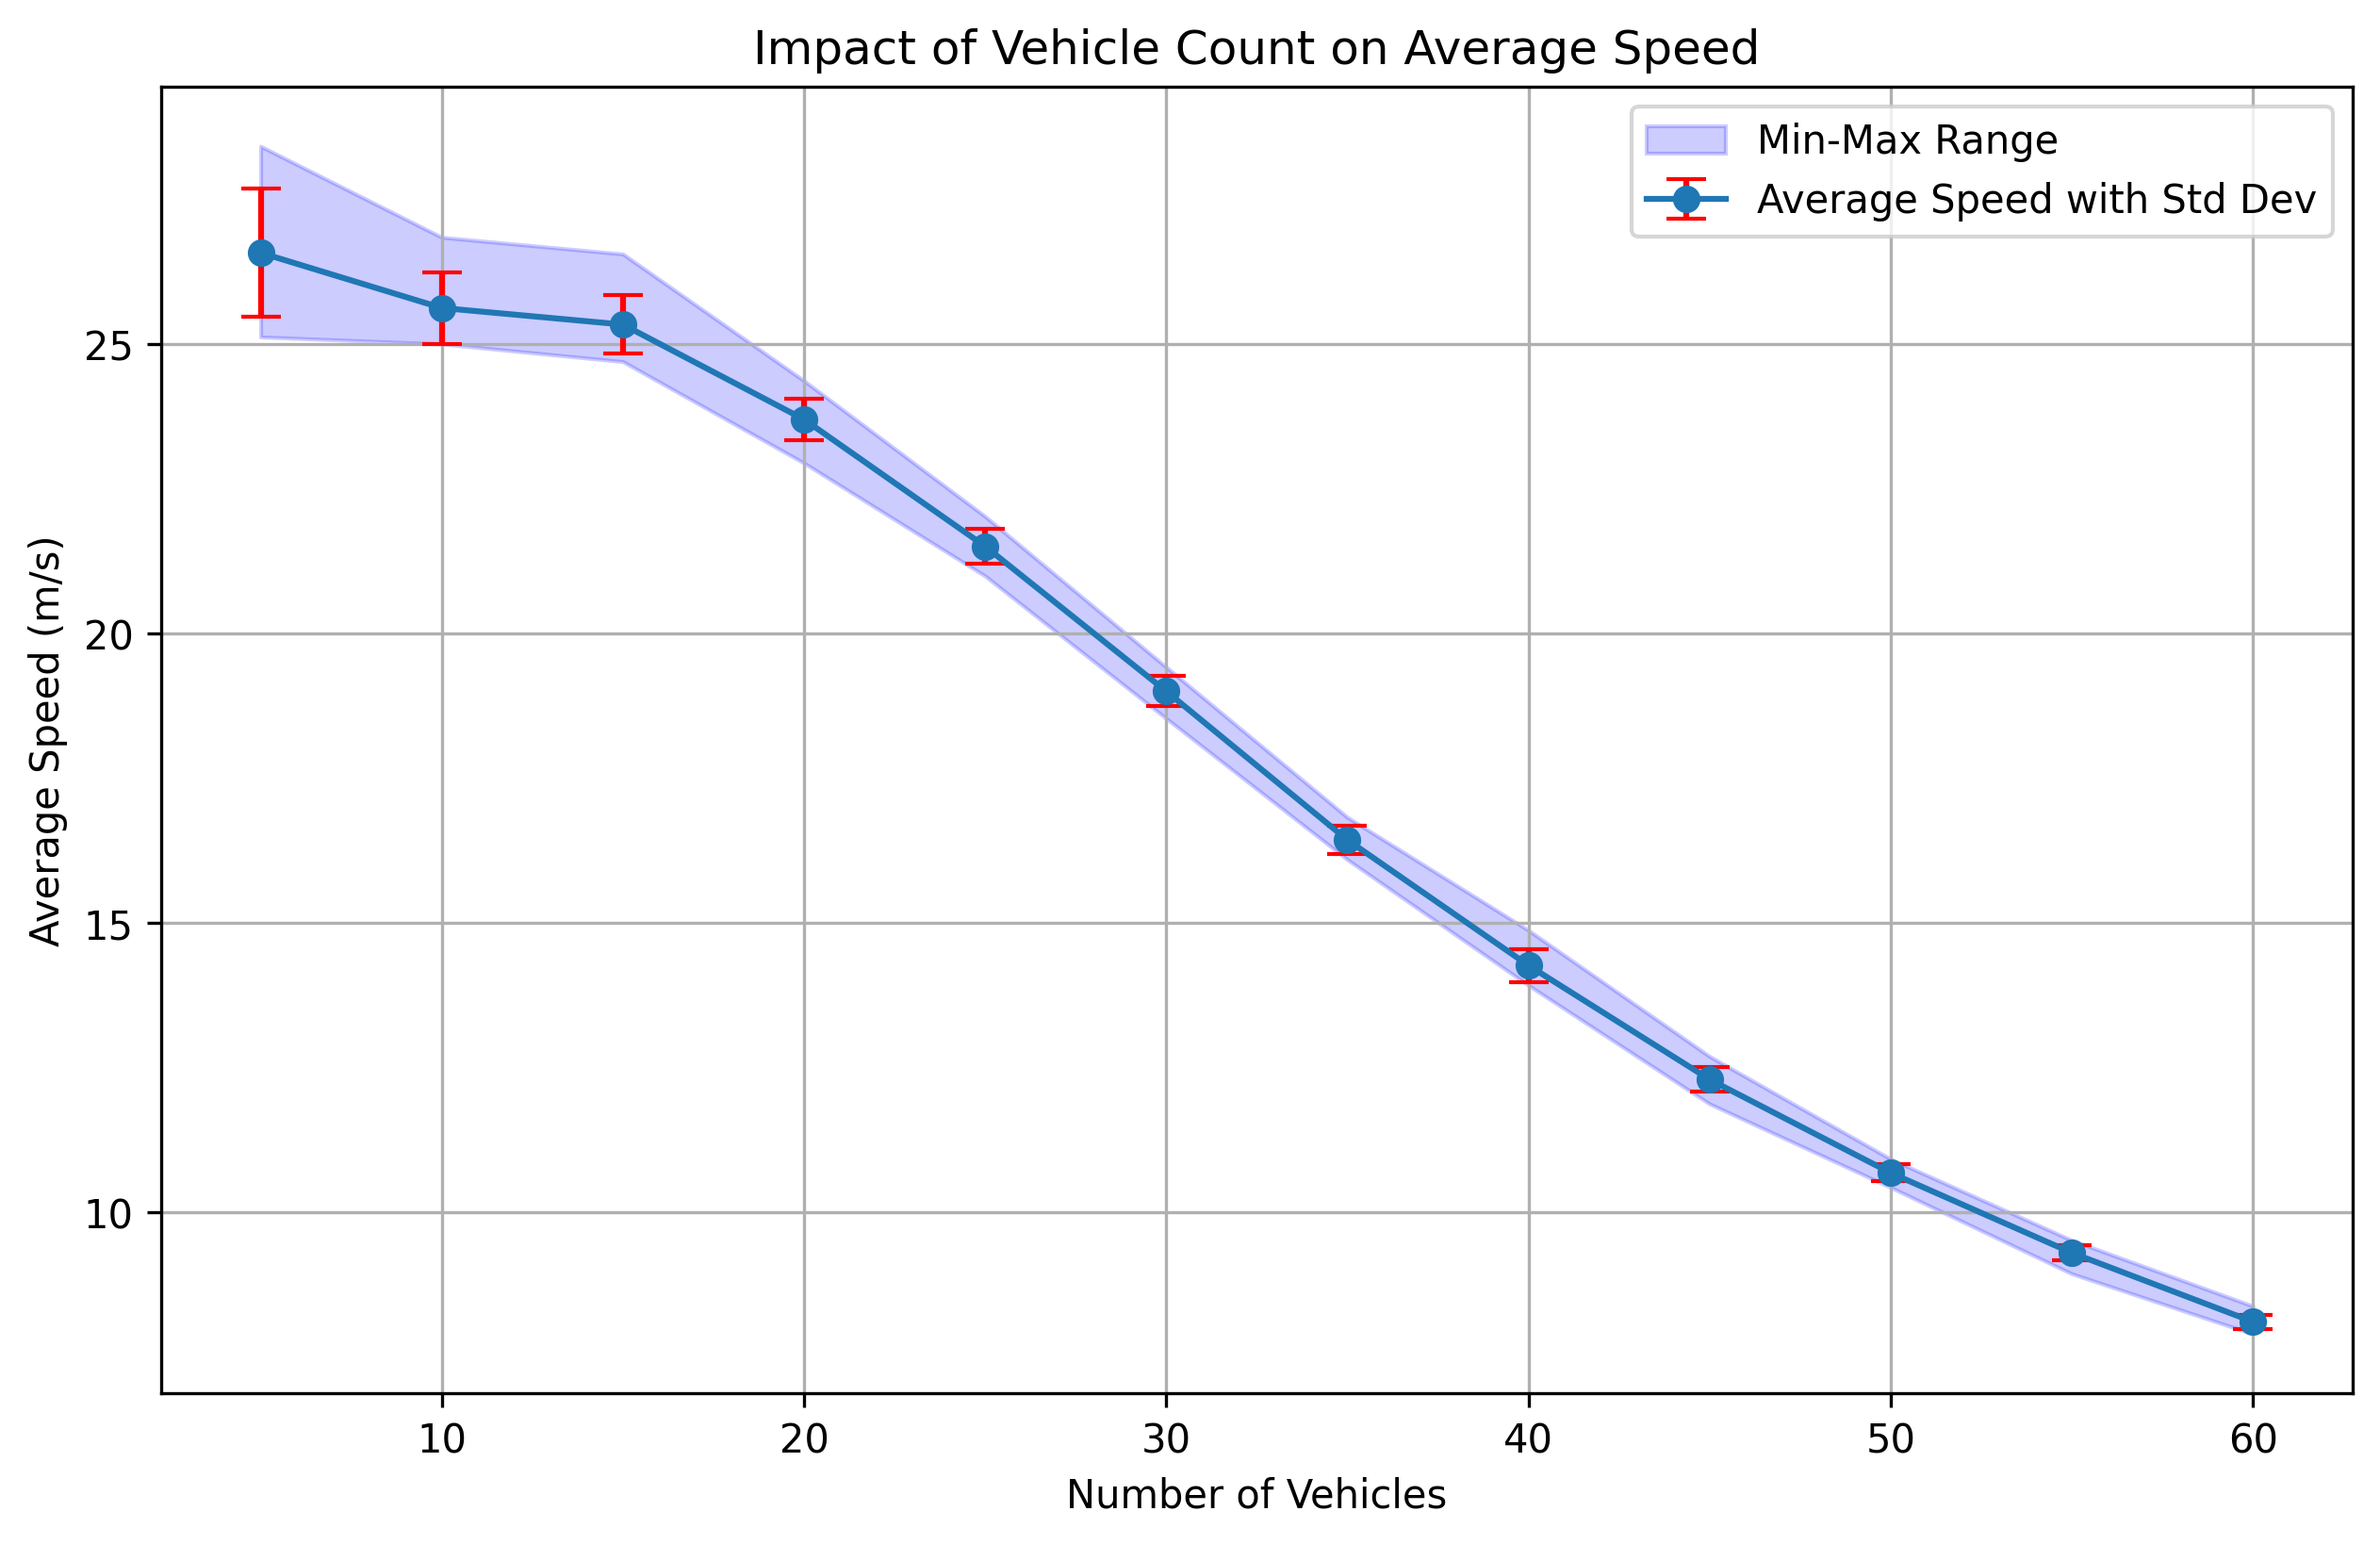 Impact of Vehicle Count on Average Speed
Min-Max Range
Average Speed with Std Dev
Average Speed (m/s)
25
20
15
10
10 20 30 40 50 60
Number of Vehicles